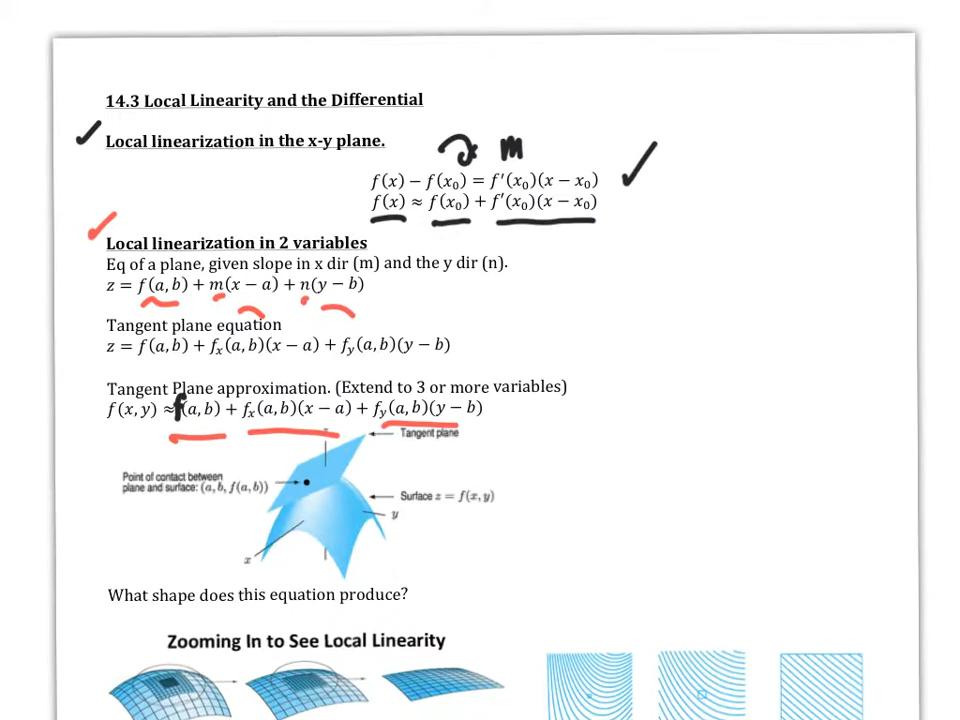 14.3 Local Linearity and the Differential
Local linearization in the x-y plane.
m
f(x) − f(x₀) = f′(x₀)(x − x₀)
f(x) ≈ f(x₀) + f′(x₀)(x − x₀)
Local linearization in 2 variables
Eq of a plane, given slope in x dir (m) and the y dir (n).
z = f(a, b) + m(x − a) + n(y − b)
Tangent plane equation
z = f(a, b) + fₓ(a, b)(x − a) + f_y(a, b)(y − b)
Tangent Plane approximation. (Extend to 3 or more variables)
f(x, y) ≈ f(a, b) + fₓ(a, b)(x − a) + f_y(a, b)(y − b)
Tangent plane
Point of contact between
plane and surface: (a, b, f(a, b))
Surface z = f(x, y)
y
x
What shape does this equation produce?
Zooming In to See Local Linearity